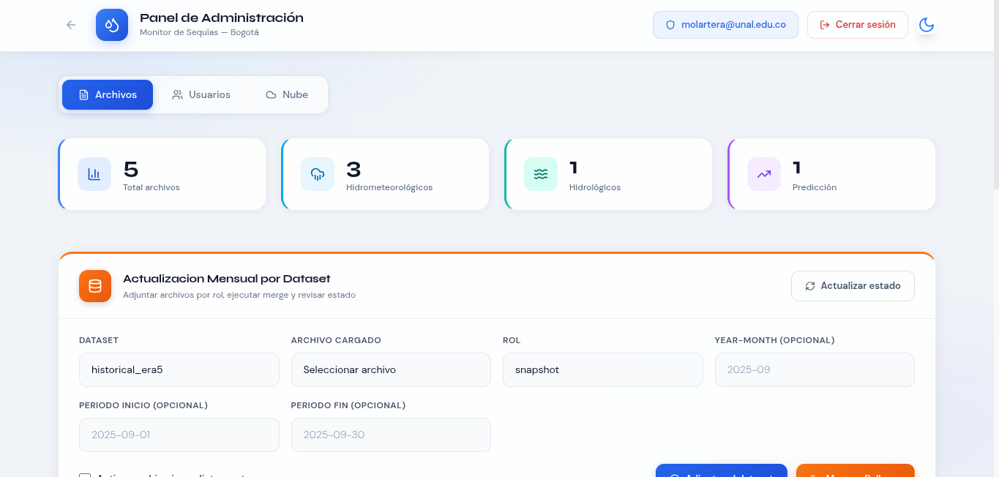 Panel de Administración
Monitor de Sequías — Bogotá
molartera@unal.edu.co
Cerrar sesión
Archivos
Usuarios
Nube
5
Total archivos
3
Hidrometeorológicos
1
Hidrológicos
1
Predicción
Actualizacion Mensual por Dataset
Adjuntar archivos por rol, ejecutar merge y revisar estado
Actualizar estado
DATASET
ARCHIVO CARGADO
ROL
YEAR-MONTH (OPCIONAL)
historical_era5
Seleccionar archivo
snapshot
2025-09
PERIODO INICIO (OPCIONAL)
PERIODO FIN (OPCIONAL)
2025-09-01
2025-09-30